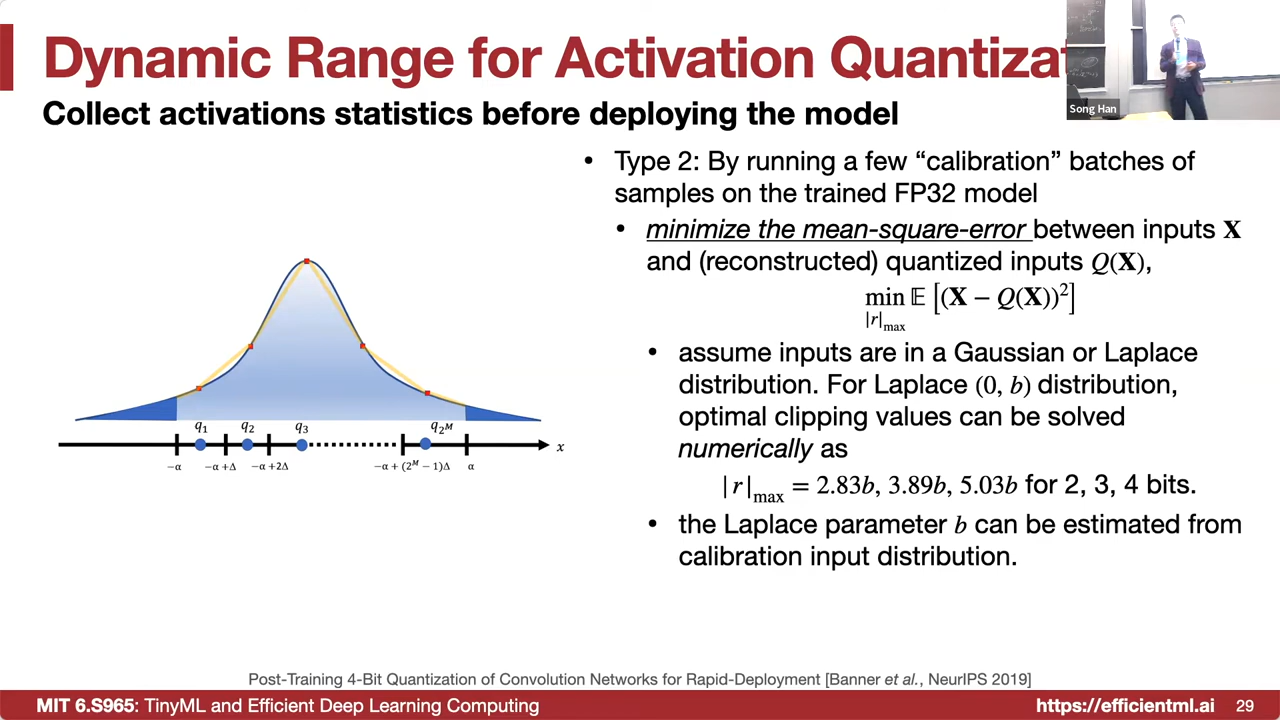 Dynamic Range for Activation Quantiza
Song Han
Collect activations statistics before deploying the model
• Type 2: By running a few “calibration” batches of
samples on the trained FP32 model
• minimize the mean-square-error between inputs X
and (reconstructed) quantized inputs Q(X),
min 𝔼 [(X − Q(X))²]
|r|max
• assume inputs are in a Gaussian or Laplace
distribution. For Laplace (0, b) distribution,
optimal clipping values can be solved
numerically as
|r|max = 2.83b, 3.89b, 5.03b for 2, 3, 4 bits.
• the Laplace parameter b can be estimated from
calibration input distribution.
q₁ q₂ q₃ q₂ᴹ
x
−α −α+Δ −α+2Δ −α + (2ᴹ − 1)Δ α
Post-Training 4-Bit Quantization of Convolution Networks for Rapid-Deployment [Banner et al., NeurIPS 2019]
MIT 6.S965: TinyML and Efficient Deep Learning Computing
https://efficientml.ai 29